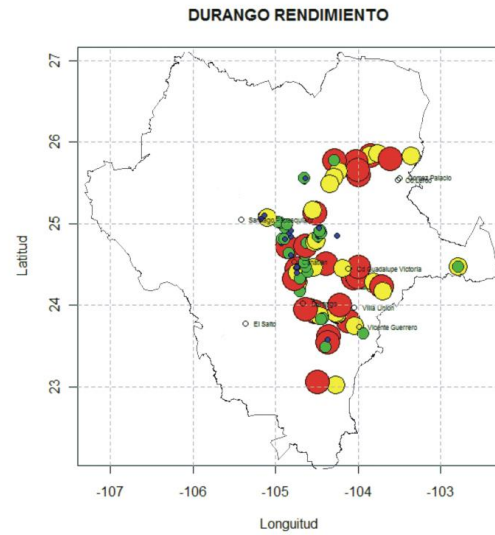 DURANGO RENDIMIENTO
27
26
25
24
23
Latitud
Gomez Palacio
Santiago
Guadalupe Victoria
Villa Union
El Salto
Vicente Guerrero
-107
-106
-105
-104
-103
Longuitud